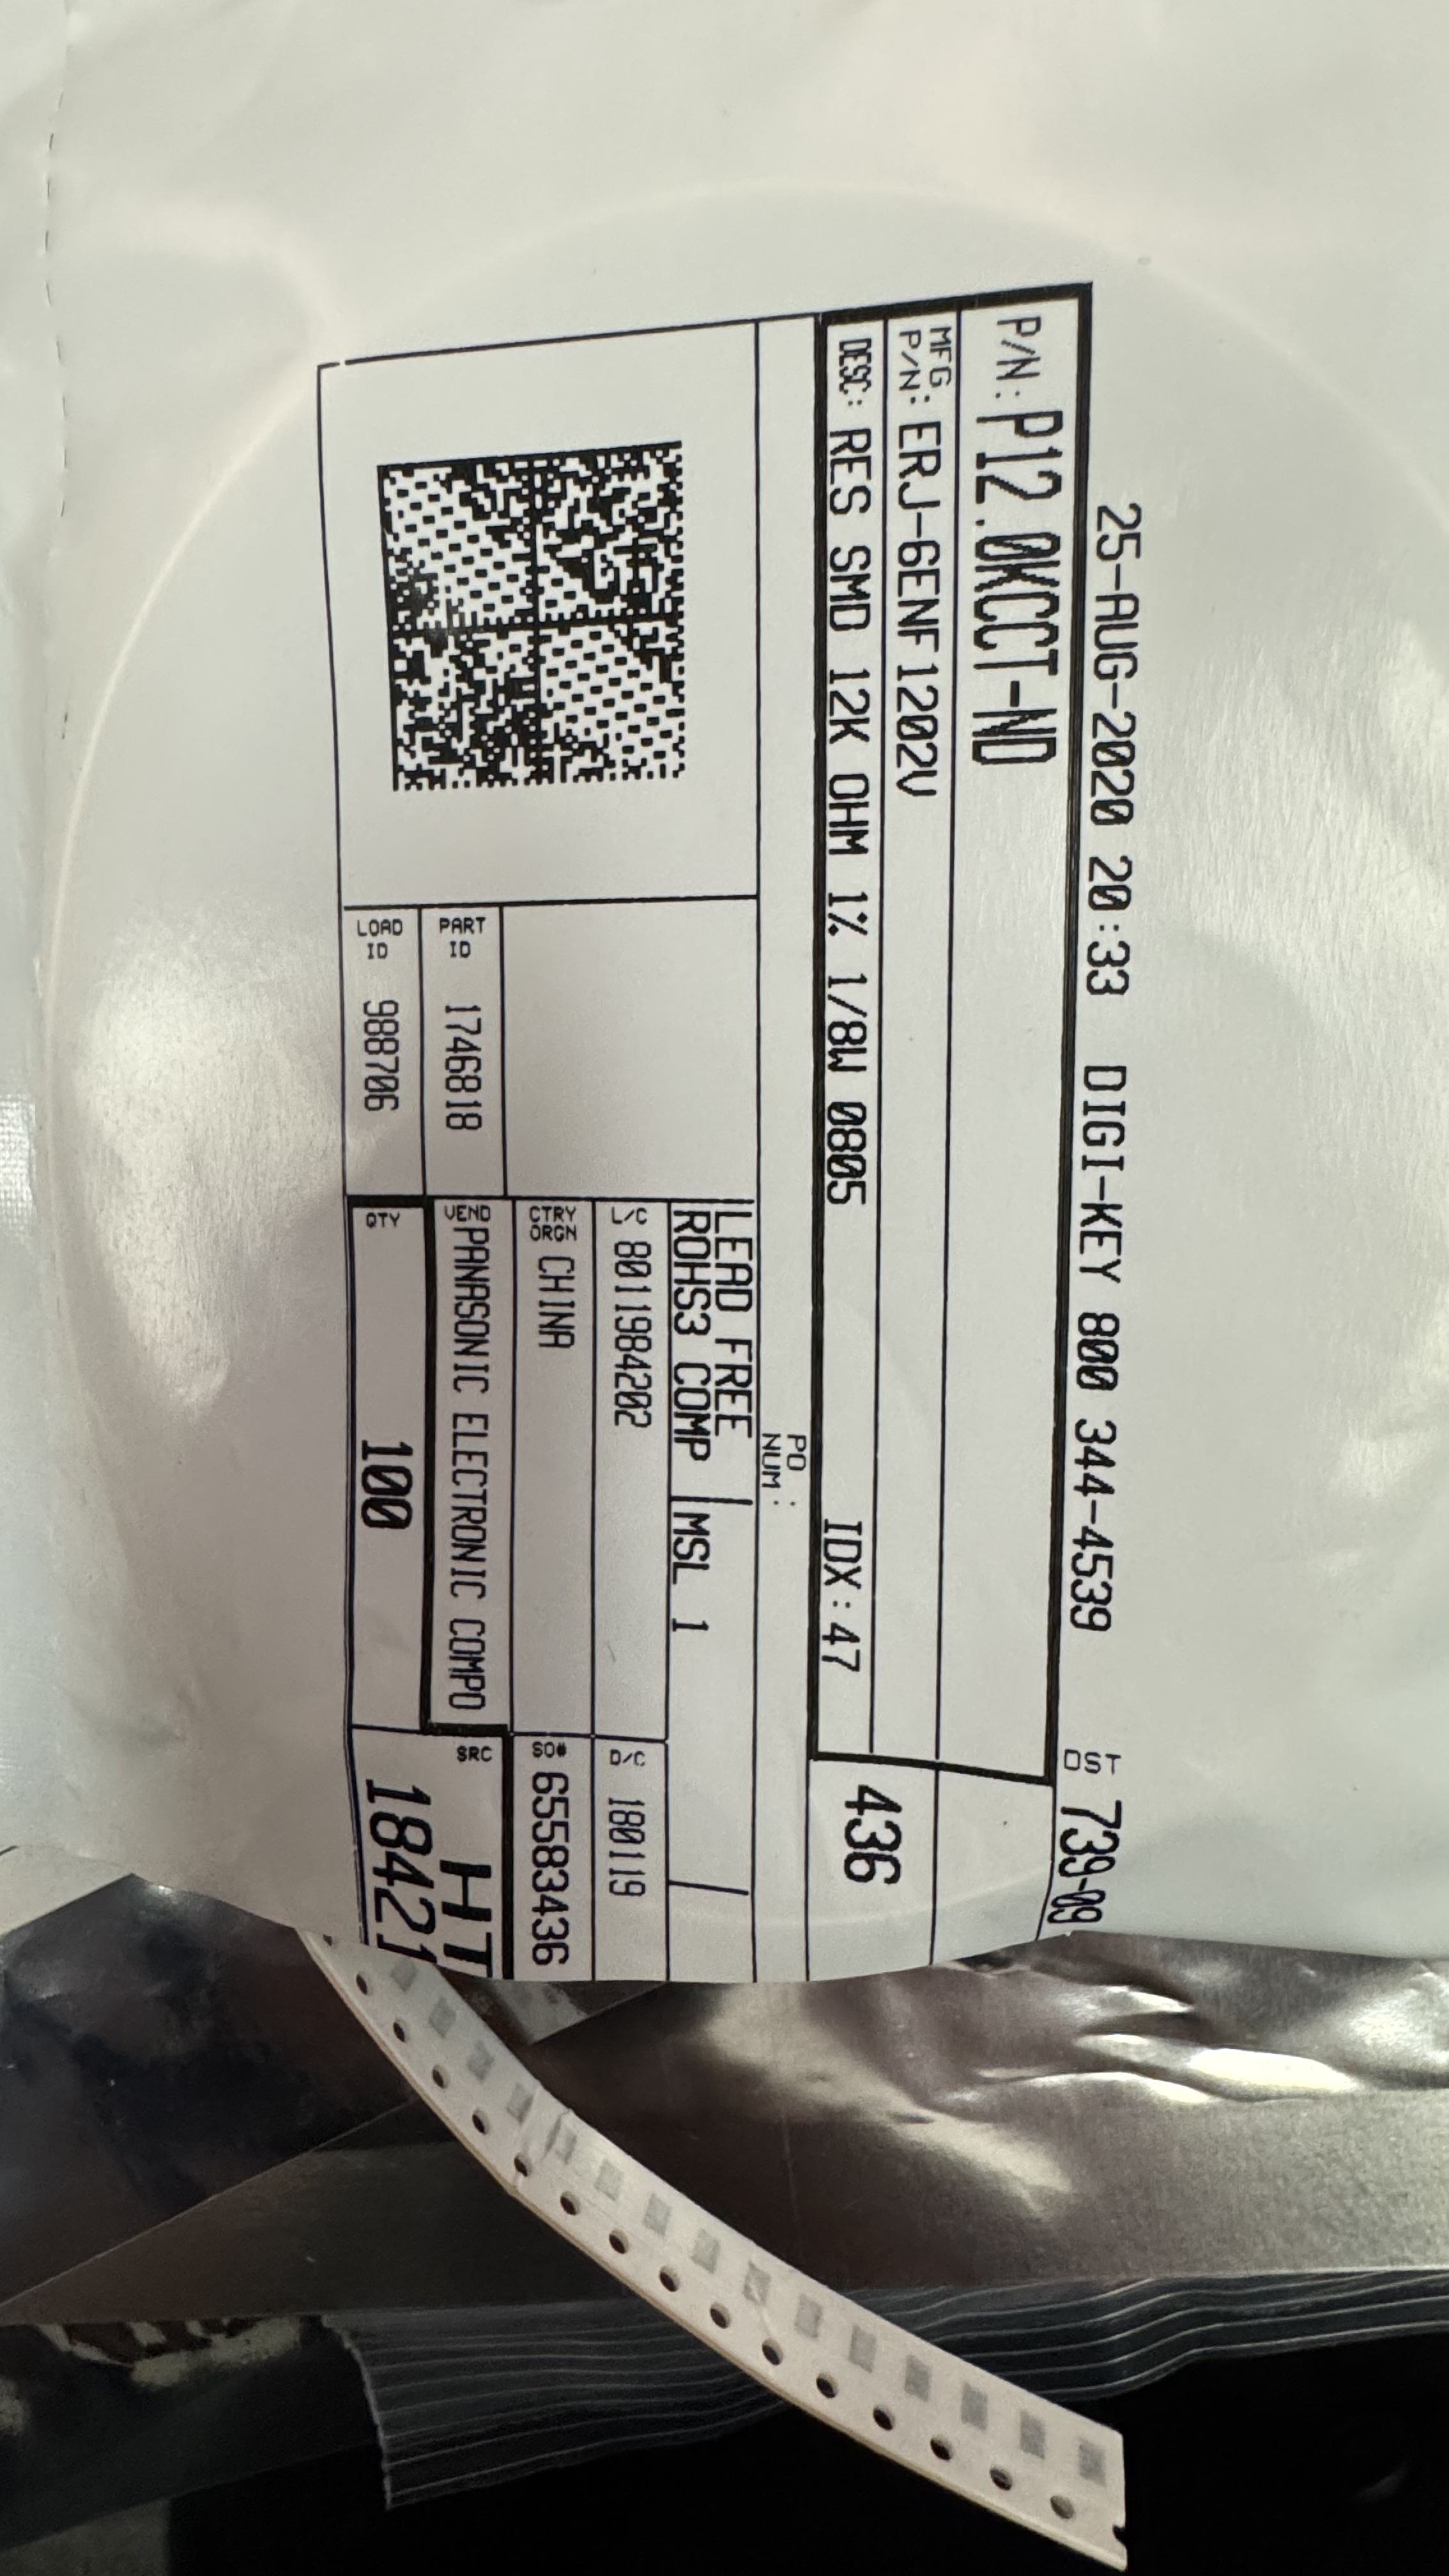 25-AUG-2020 20:33 DIGI-KEY 800 344-4539 DST 739-09
P/N: P12.0KCCT-ND
MFG P/N: ERJ-6ENF1202V
DESC: RES SMD 12K OHM 1% 1/8W 0805 IDX:47
436
PO NUM:
LEAD FREE
ROHS3 COMP MSL 1
L/C 8011984202 D/C 180119
CTRY ORGN CHINA SO# 65583436
PART ID 1746818 VEND PANASONIC ELECTRONIC COMPO SRC HT
LOAD ID 988706 QTY 100 18421